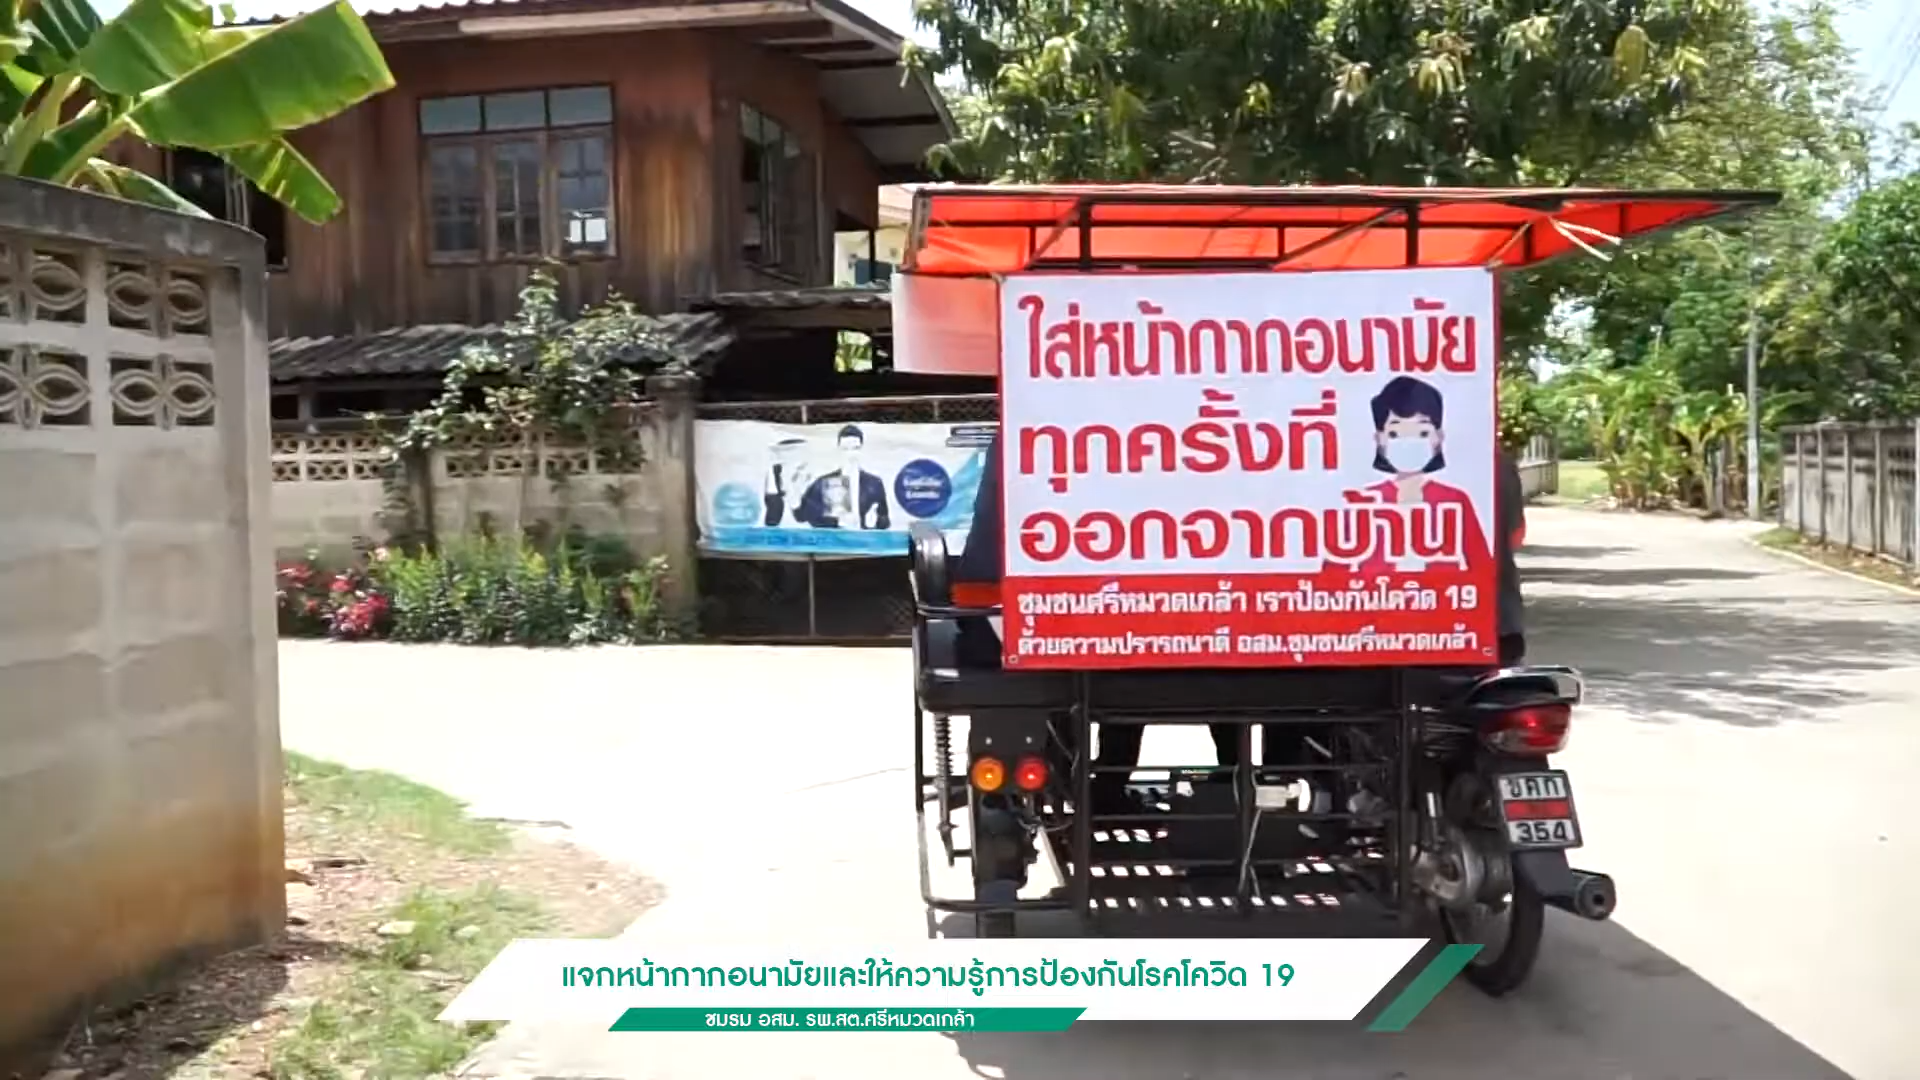 ใส่หน้ากากอนามัย
ทุกครั้งที่
ออกจากบ้าน
ชุมชนศรีหมวดเกล้า เราป้องกันโควิด 19
ด้วยความปรารถนาดี อสม.ชุมชนศรีหมวดเกล้า
ขคก
354
แจกหน้ากากอนามัยและให้ความรู้การป้องกันโรคโควิด 19
ชมรม อสม. รพ.สต.ศรีหมวดเกล้า